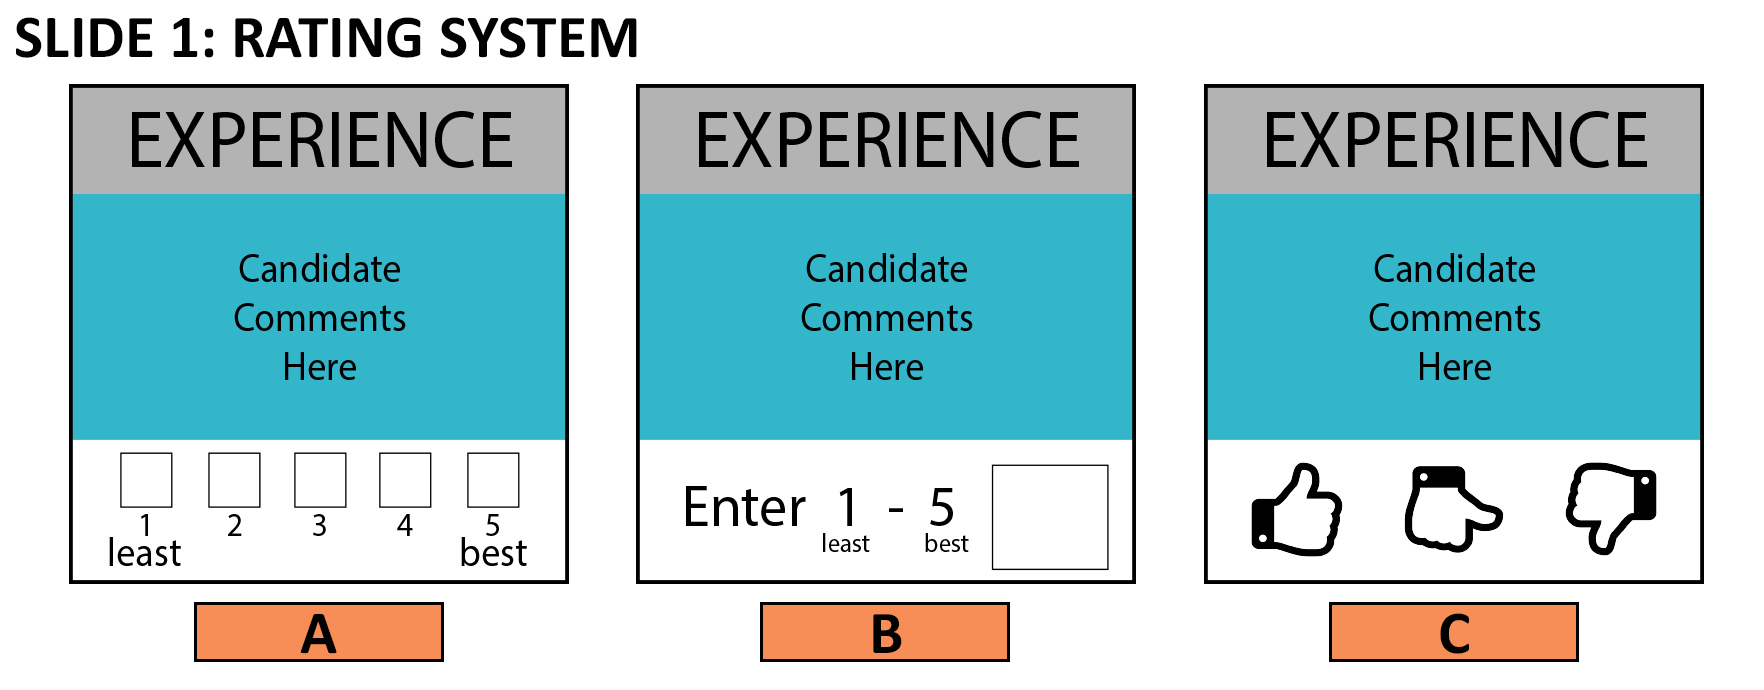 SLIDE 1: RATING SYSTEM
EXPERIENCE
Candidate
Comments
Here
1 2 3 4 5
least best
A
EXPERIENCE
Candidate
Comments
Here
Enter 1 - 5
least best
B
EXPERIENCE
Candidate
Comments
Here
C